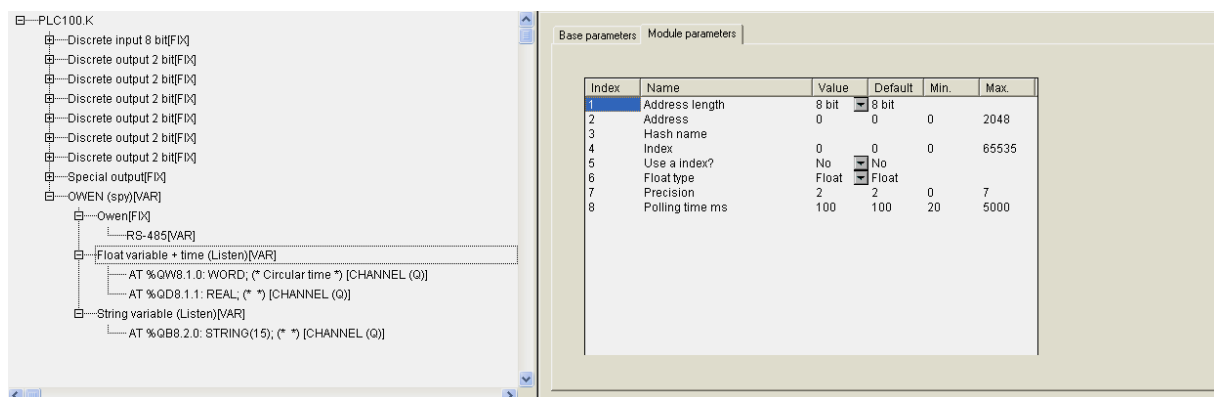 PLC100.K
Discrete input 8 bit[FIX]
Discrete output 2 bit[FIX]
Discrete output 2 bit[FIX]
Discrete output 2 bit[FIX]
Discrete output 2 bit[FIX]
Discrete output 2 bit[FIX]
Discrete output 2 bit[FIX]
Special output[FIX]
OWEN (spy)[VAR]
Owen[FIX]
RS-485[VAR]
Float variable + time (Listen)[VAR]
AT %QW8.1.0: WORD; (* Circular time *) [CHANNEL (Q)]
AT %QD8.1.1: REAL; (* *) [CHANNEL (Q)]
String variable (Listen)[VAR]
AT %QB8.2.0: STRING(15); (* *) [CHANNEL (Q)]
Base parameters Module parameters
Index Name Value Default Min. Max.
1 Address length 8 bit 8 bit
2 Address 0 0 0 2048
3 Hash name
4 Index 0 0 0 65535
5 Use a index? No No
6 Float type Float Float
7 Precision 2 2 0 7
8 Polling time ms 100 100 20 5000